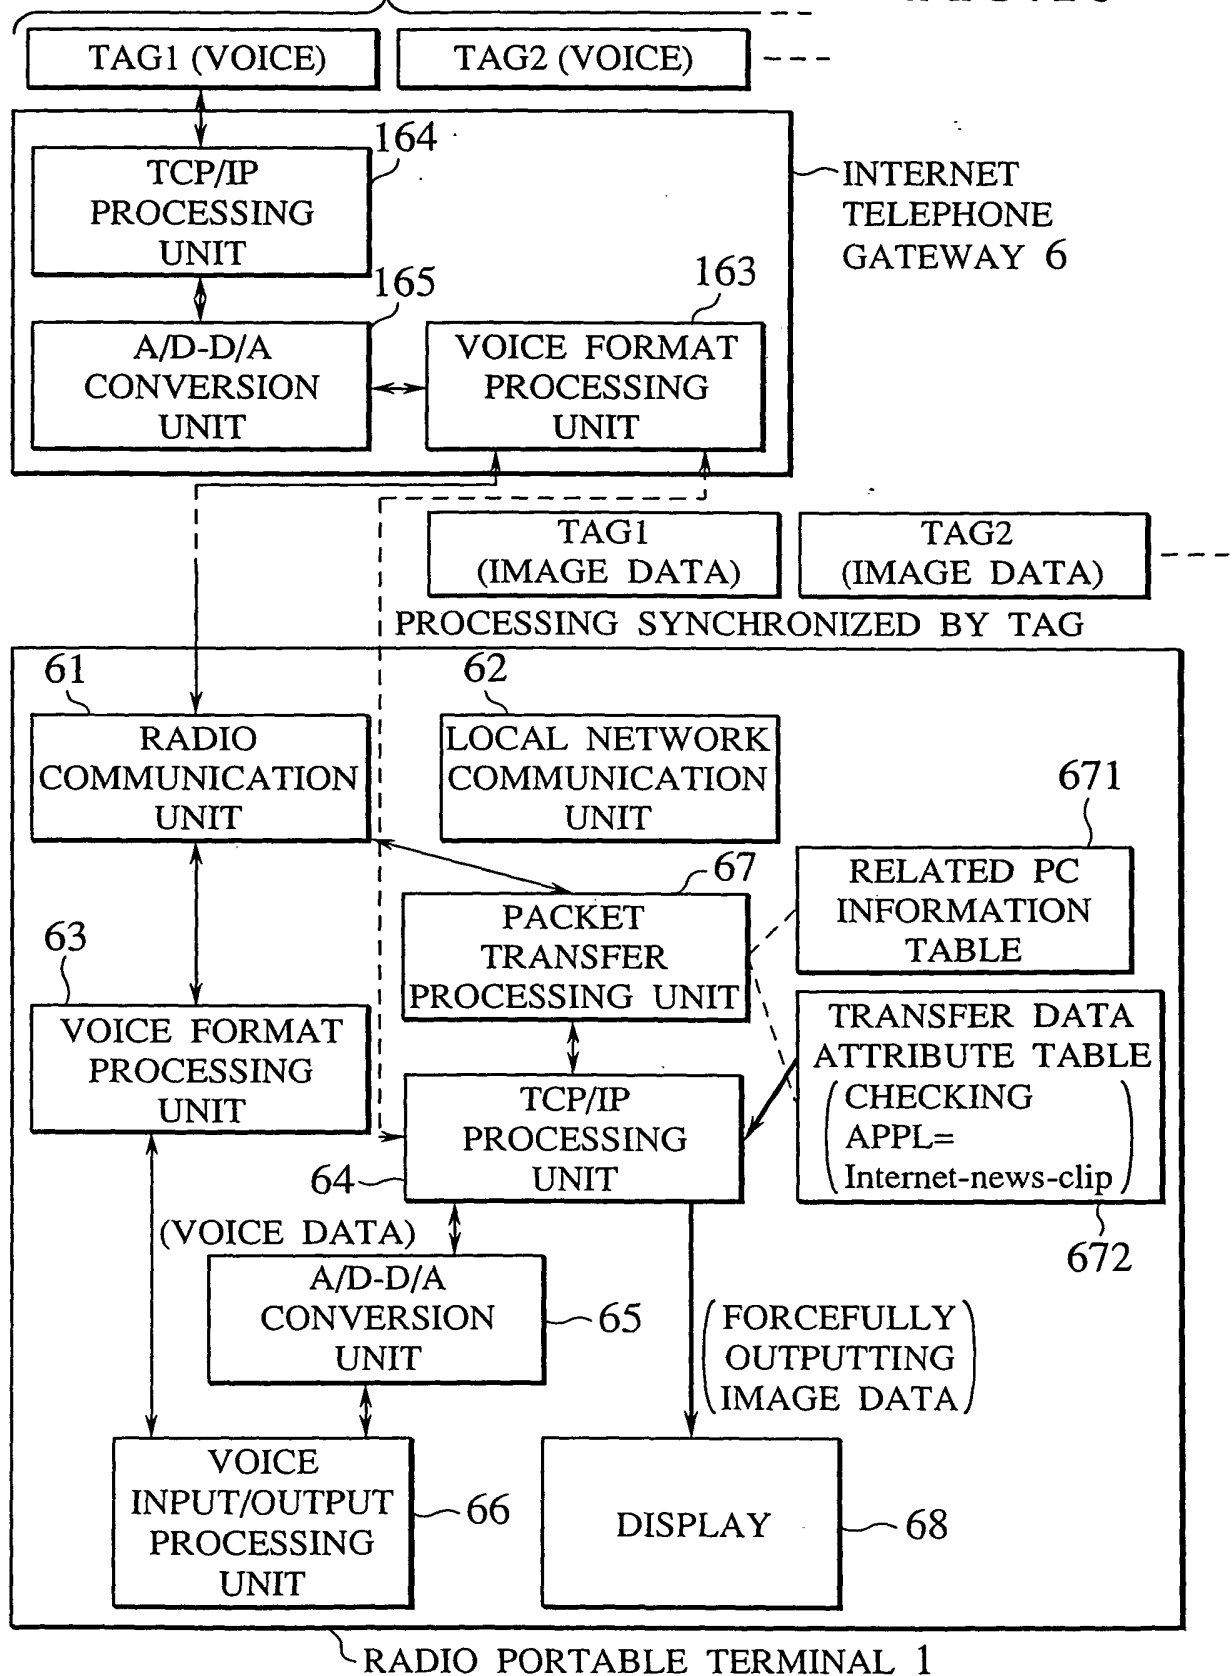 TAG1 (VOICE)
TAG2 (VOICE)
164
TCP/IP
PROCESSING
UNIT
INTERNET
TELEPHONE
GATEWAY 6
165
163
A/D-D/A
CONVERSION
UNIT
VOICE FORMAT
PROCESSING
UNIT
TAG1
(IMAGE DATA)
TAG2
(IMAGE DATA)
PROCESSING SYNCHRONIZED BY TAG
61
62
RADIO
COMMUNICATION
UNIT
LOCAL NETWORK
COMMUNICATION
UNIT
671
67
RELATED PC
INFORMATION
TABLE
PACKET
TRANSFER
PROCESSING UNIT
63
VOICE FORMAT
PROCESSING
UNIT
TRANSFER DATA
ATTRIBUTE TABLE
(CHECKING
APPL=
Internet-news-clip)
672
TCP/IP
PROCESSING
UNIT
64
(VOICE DATA)
A/D-D/A
CONVERSION
UNIT
65
(FORCEFULLY
OUTPUTTING
IMAGE DATA)
VOICE
INPUT/OUTPUT
PROCESSING
UNIT
66
DISPLAY
68
RADIO PORTABLE TERMINAL 1